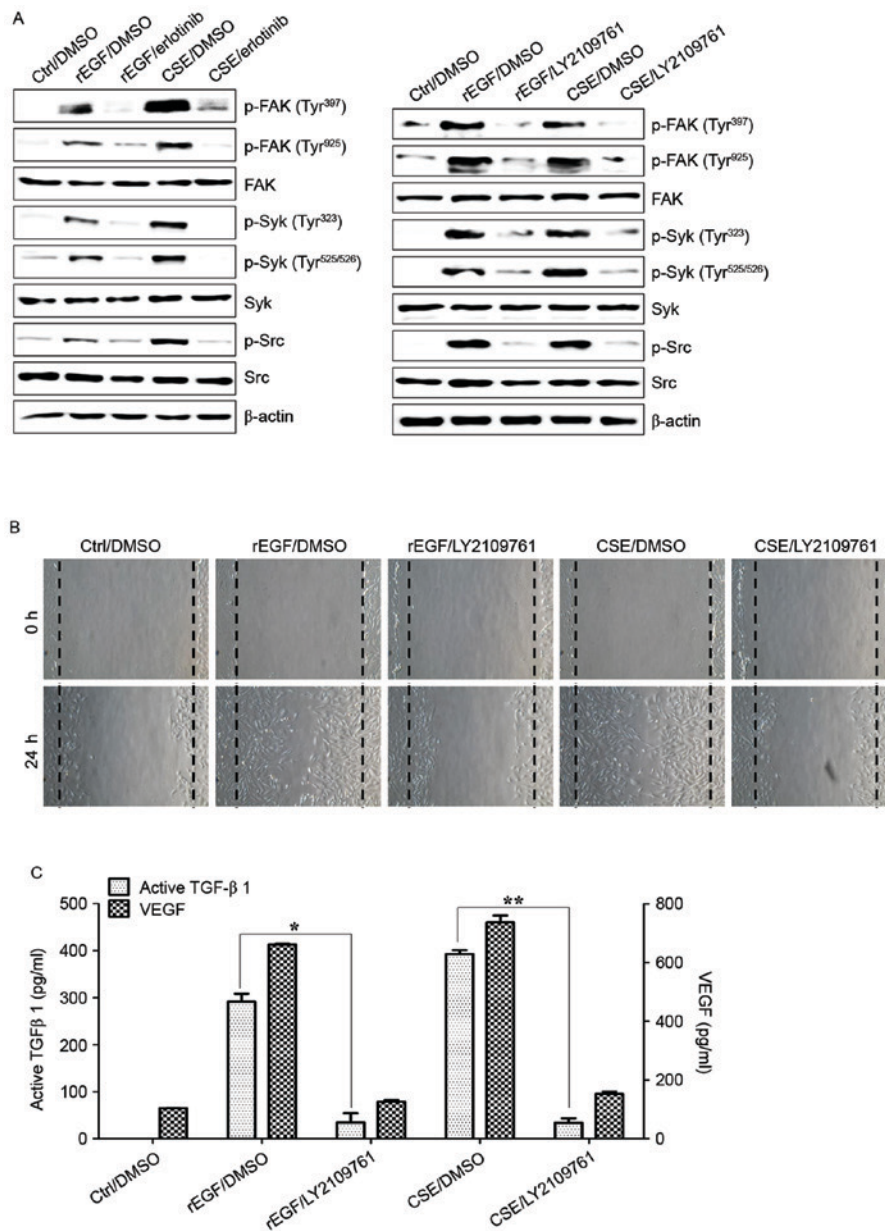 A
Ctrl/DMSO
rEGF/DMSO
rEGF/erlotinib
CSE/DMSO
CSE/erlotinib
p-FAK (Tyr³⁹⁷)
p-FAK (Tyr⁹²⁵)
FAK
p-Syk (Tyr³²³)
p-Syk (Tyr⁵²⁵/⁵²⁶)
Syk
p-Src
Src
β-actin
Ctrl/DMSO
rEGF/DMSO
rEGF/LY2109761
CSE/DMSO
CSE/LY2109761
p-FAK (Tyr³⁹⁷)
p-FAK (Tyr⁹²⁵)
FAK
p-Syk (Tyr³²³)
p-Syk (Tyr⁵²⁵/⁵²⁶)
Syk
p-Src
Src
β-actin
B
Ctrl/DMSO
rEGF/DMSO
rEGF/LY2109761
CSE/DMSO
CSE/LY2109761
0 h
24 h
C
Active TGF-β 1
VEGF
500
400
300
200
100
0
Active TGFβ 1 (pg/ml)
*
**
800
600
400
200
0
VEGF
(pg/ml)
Ctrl/DMSO
rEGF/DMSO
rEGF/LY2109761
CSE/DMSO
CSE/LY2109761